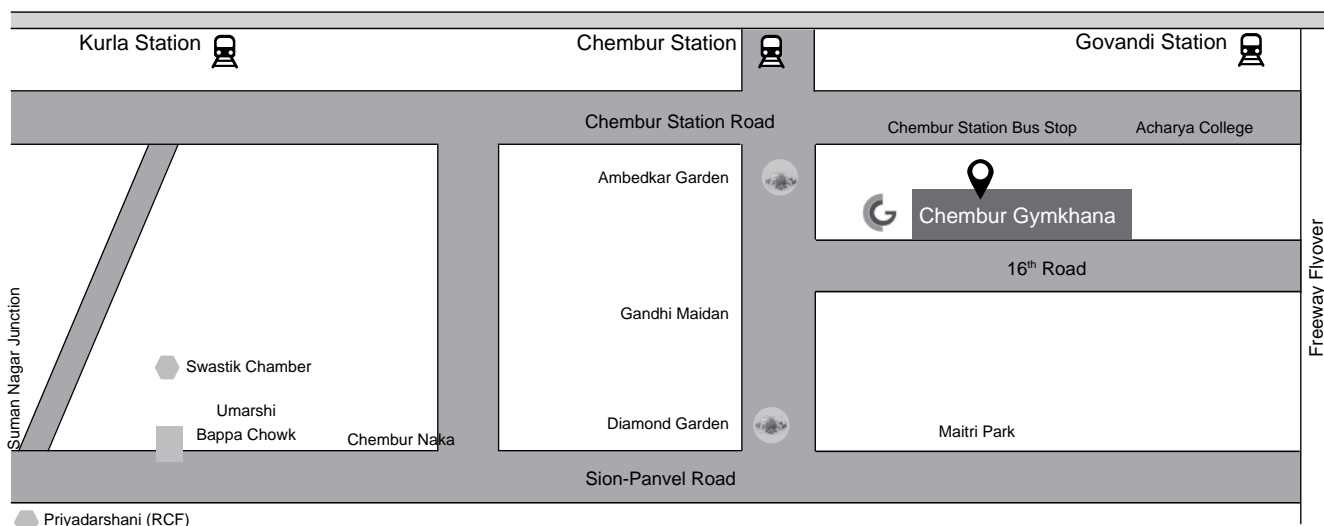 Kurla Station
Chembur Station
Govandi Station
Chembur Station Road
Chembur Station Bus Stop
Acharya College
Ambedkar Garden
Chembur Gymkhana
16th Road
Freeway Flyover
Suman Nagar Junction
Gandhi Maidan
Swastik Chamber
Umarshi
Bappa Chowk
Chembur Naka
Diamond Garden
Maitri Park
Sion-Panvel Road
Priyadarshani (RCF)